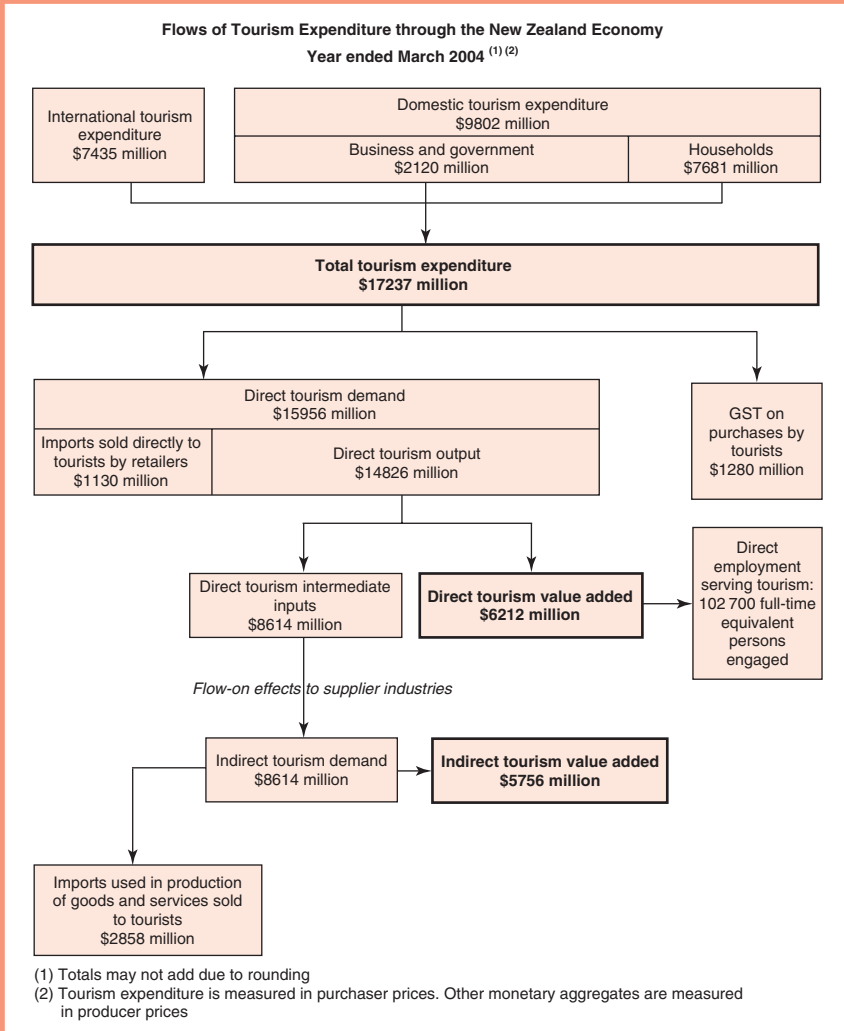 Flows of Tourism Expenditure through the New Zealand Economy
Year ended March 2004 (1) (2)
International tourism
expenditure
$7435 million
Domestic tourism expenditure
$9802 million
Business and government
$2120 million
Households
$7681 million
Total tourism expenditure
$17237 million
Direct tourism demand
$15956 million
Imports sold directly to
tourists by retailers
$1130 million
Direct tourism output
$14826 million
GST on
purchases by
tourists
$1280 million
Direct tourism intermediate
inputs
$8614 million
Direct tourism value added
$6212 million
Direct
employment
serving tourism:
102 700 full-time
equivalent
persons
engaged
Flow-on effects to supplier industries
Indirect tourism demand
$8614 million
Indirect tourism value added
$5756 million
Imports used in production
of goods and services sold
to tourists
$2858 million
(1) Totals may not add due to rounding
(2) Tourism expenditure is measured in purchaser prices. Other monetary aggregates are measured
in producer prices